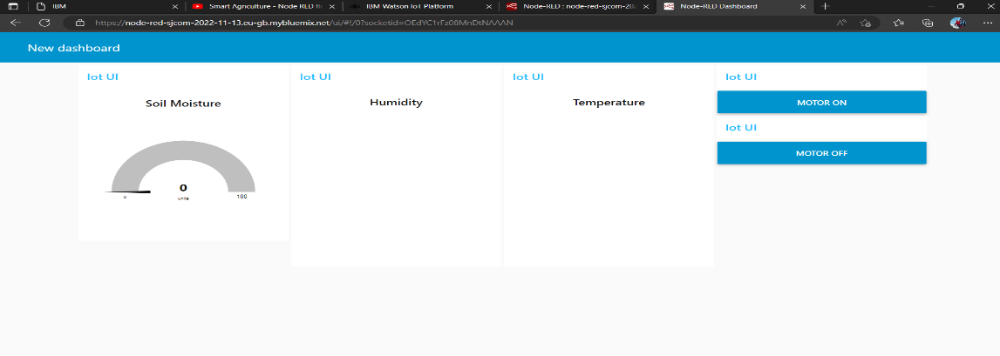 IBM
Smart Agriculture - Node RED fl
IBM Watson IoT Platform
Node-RED : node-red-sjcom-202
Node-RED Dashboard
https://node-red-sjcom-2022-11-13.eu-gb.mybluemix.net/ui/#!/0?socketid=OEdYC1rFz08MnDtNAAAN
New dashboard
Iot UI
Soil Moisture
0
units
0
100
Iot UI
Humidity
Iot UI
Temperature
Iot UI
MOTOR ON
Iot UI
MOTOR OFF